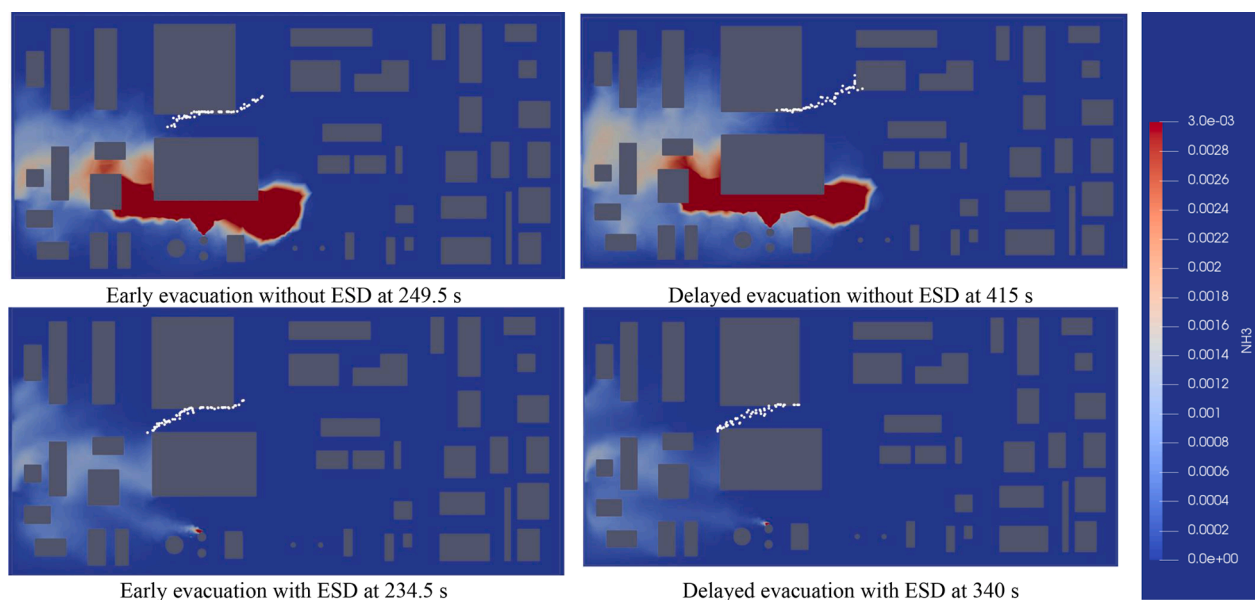 Early evacuation without ESD at 249.5 s
Delayed evacuation without ESD at 415 s
Early evacuation with ESD at 234.5 s
Delayed evacuation with ESD at 340 s
3.0e-03
0.0028
0.0026
0.0024
0.0022
0.002
0.0018
0.0016
0.0014
0.0012
0.001
0.0008
0.0006
0.0004
0.0002
0.0e+00
NH3